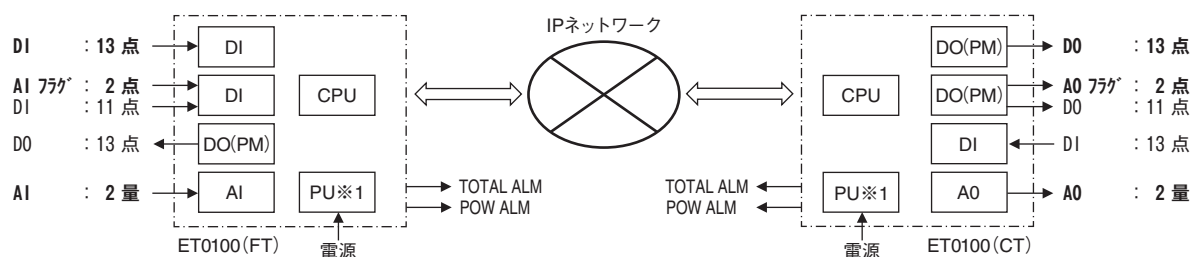 IPネットワーク
DI : 13 点
DI
AI フラグ : 2 点
DI : 11 点
DI
CPU
DO : 13 点
DO(PM)
AI : 2 量
AI
PU※1
TOTAL ALM
POW ALM
ET0100(FT)
電源
DO(PM)
DO : 13 点
CPU
DO(PM)
AO フラグ : 2 点
DO : 11 点
DI
DI : 13 点
TOTAL ALM
POW ALM
PU※1
AO
AO : 2 量
電源
ET0100(CT)